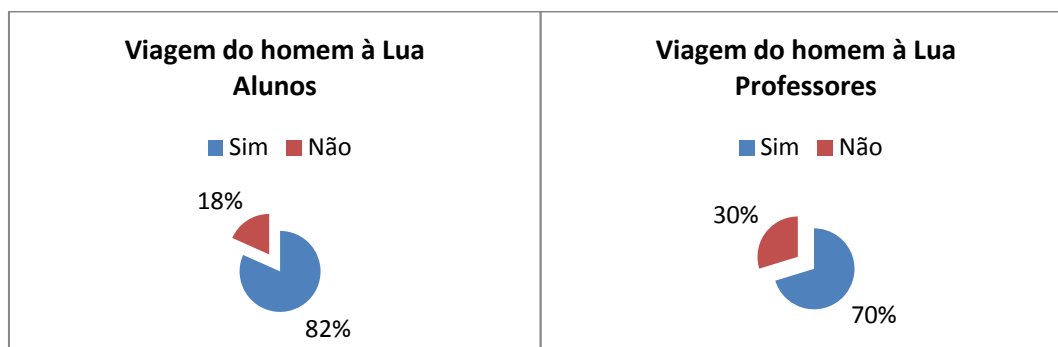 Viagem do homem à Lua
Alunos
Sim Não
18%
82%
Viagem do homem à Lua
Professores
Sim Não
30%
70%